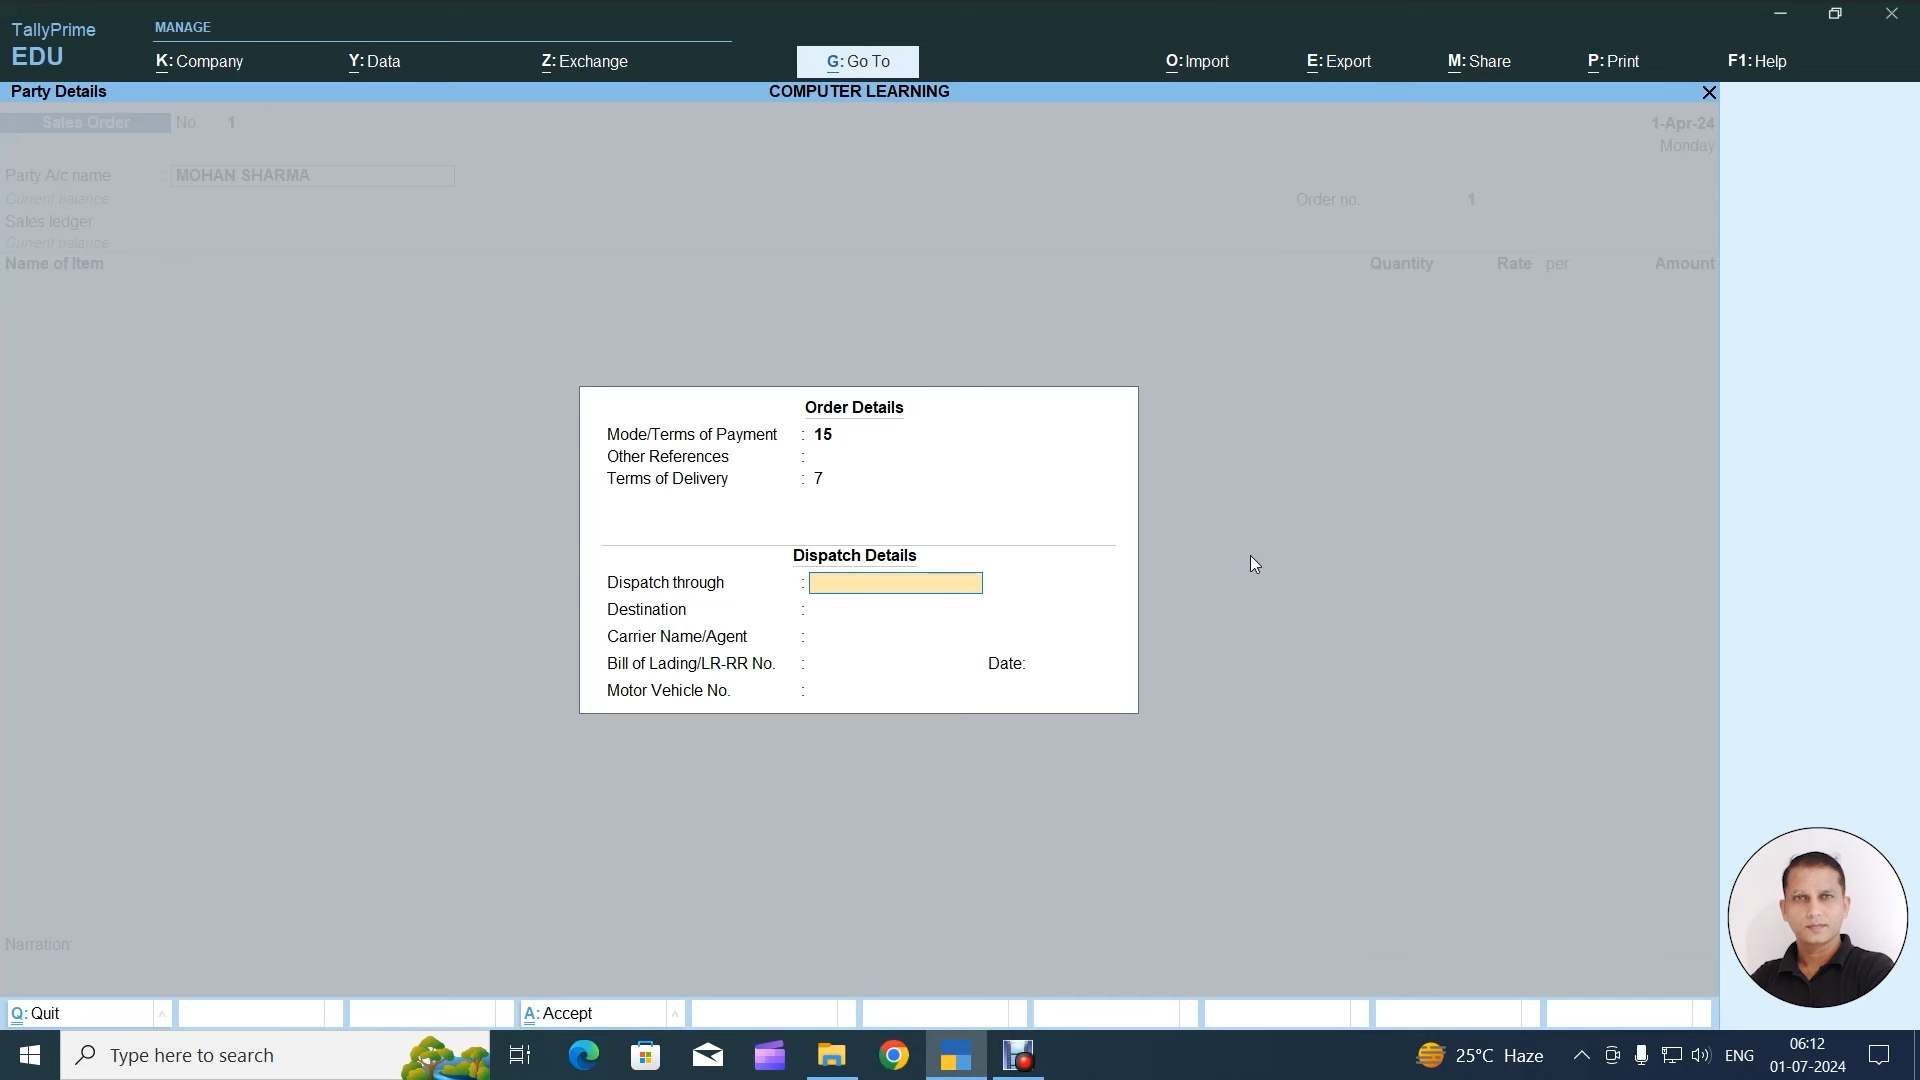 TallyPrime
EDU
MANAGE
K: Company
Y: Data
Z: Exchange
G: Go To
O: Import
E: Export
M: Share
P: Print
F1: Help
Party Details
COMPUTER LEARNING
Sales Order No. 1
1-Apr-24
Monday
Party A/c name : MOHAN SHARMA
Current balance
Order no. 1
Sales ledger
Current balance
Name of Item Quantity Rate per Amount
Order Details
Mode/Terms of Payment : 15
Other References :
Terms of Delivery : 7
Dispatch Details
Dispatch through :
Destination :
Carrier Name/Agent :
Bill of Lading/LR-RR No. : Date:
Motor Vehicle No. :
Narration:
Q: Quit
A: Accept
Type here to search
25°C Haze
ENG
06:12
01-07-2024